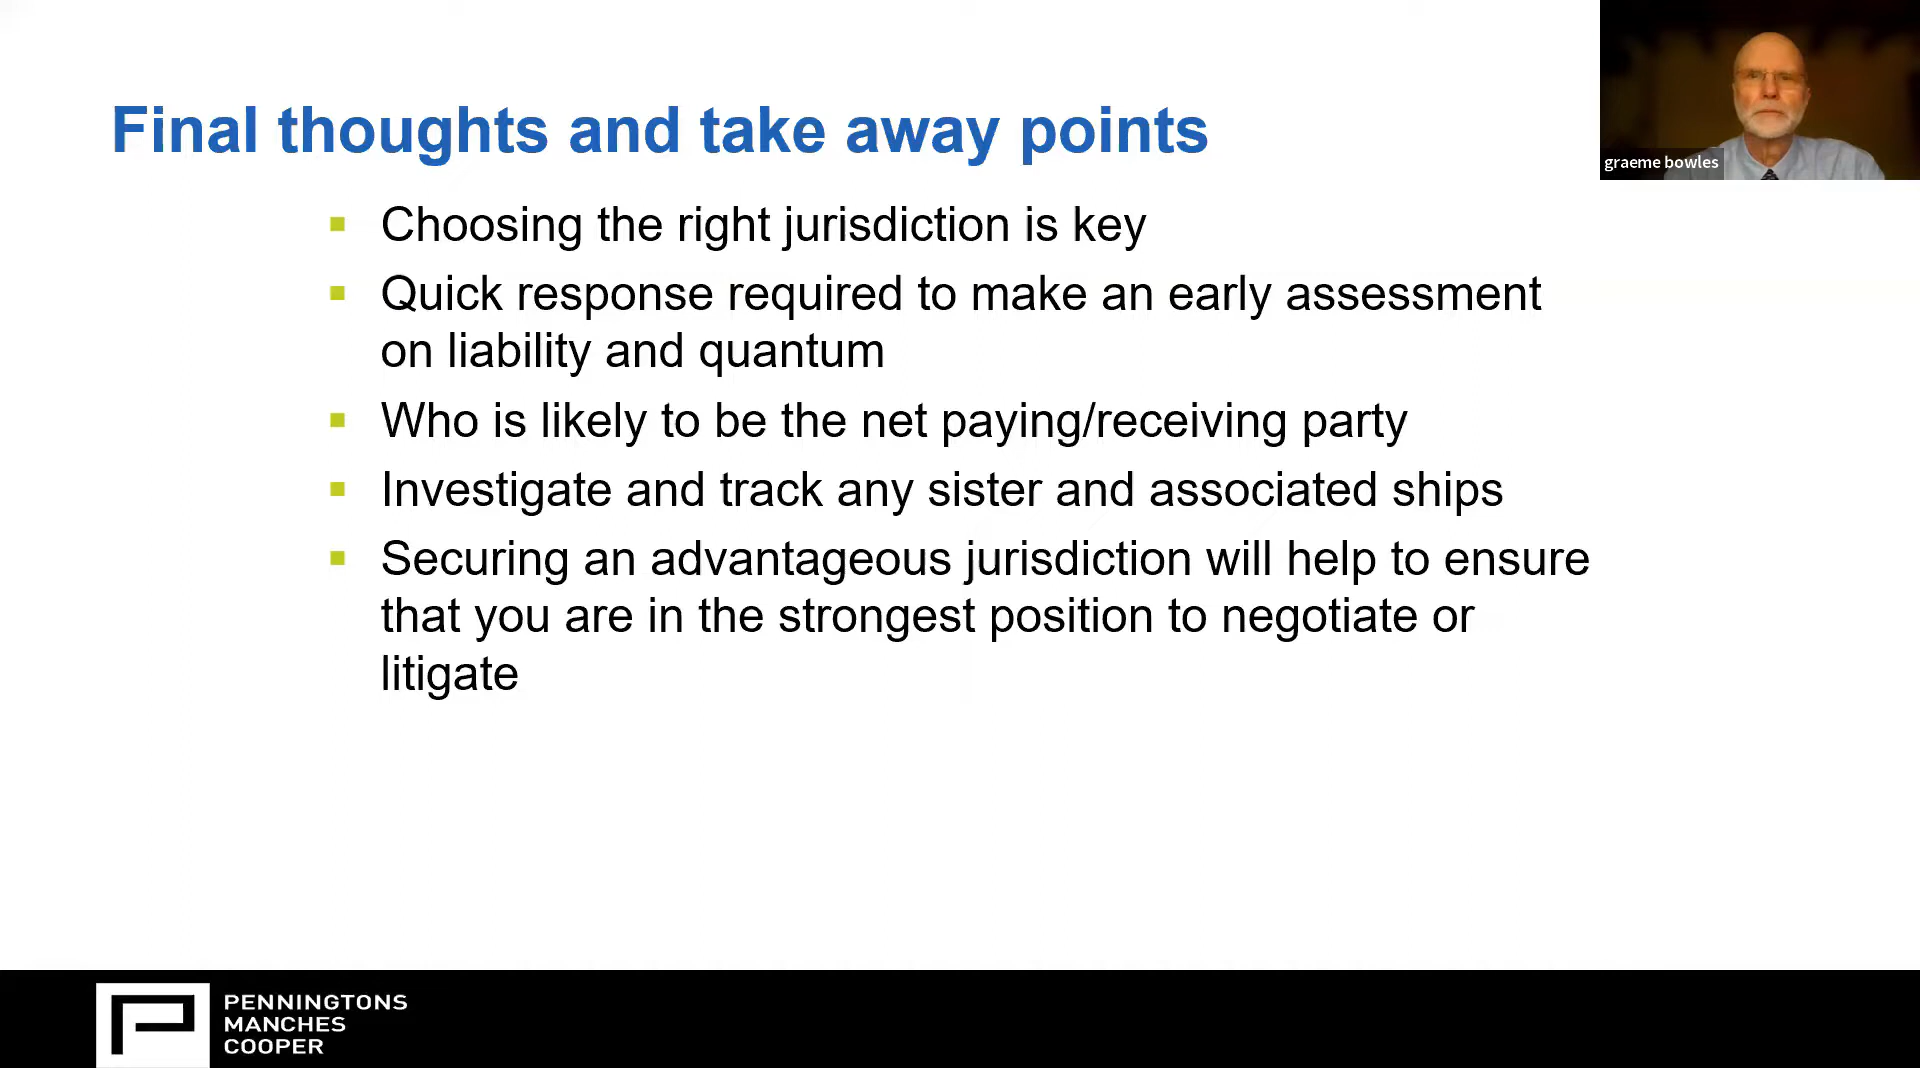 Final thoughts and take away points
graeme bowles
Choosing the right jurisdiction is key
Quick response required to make an early assessment
on liability and quantum
Who is likely to be the net paying/receiving party
Investigate and track any sister and associated ships
Securing an advantageous jurisdiction will help to ensure
that you are in the strongest position to negotiate or
litigate
PENNINGTONS
MANCHES
COOPER